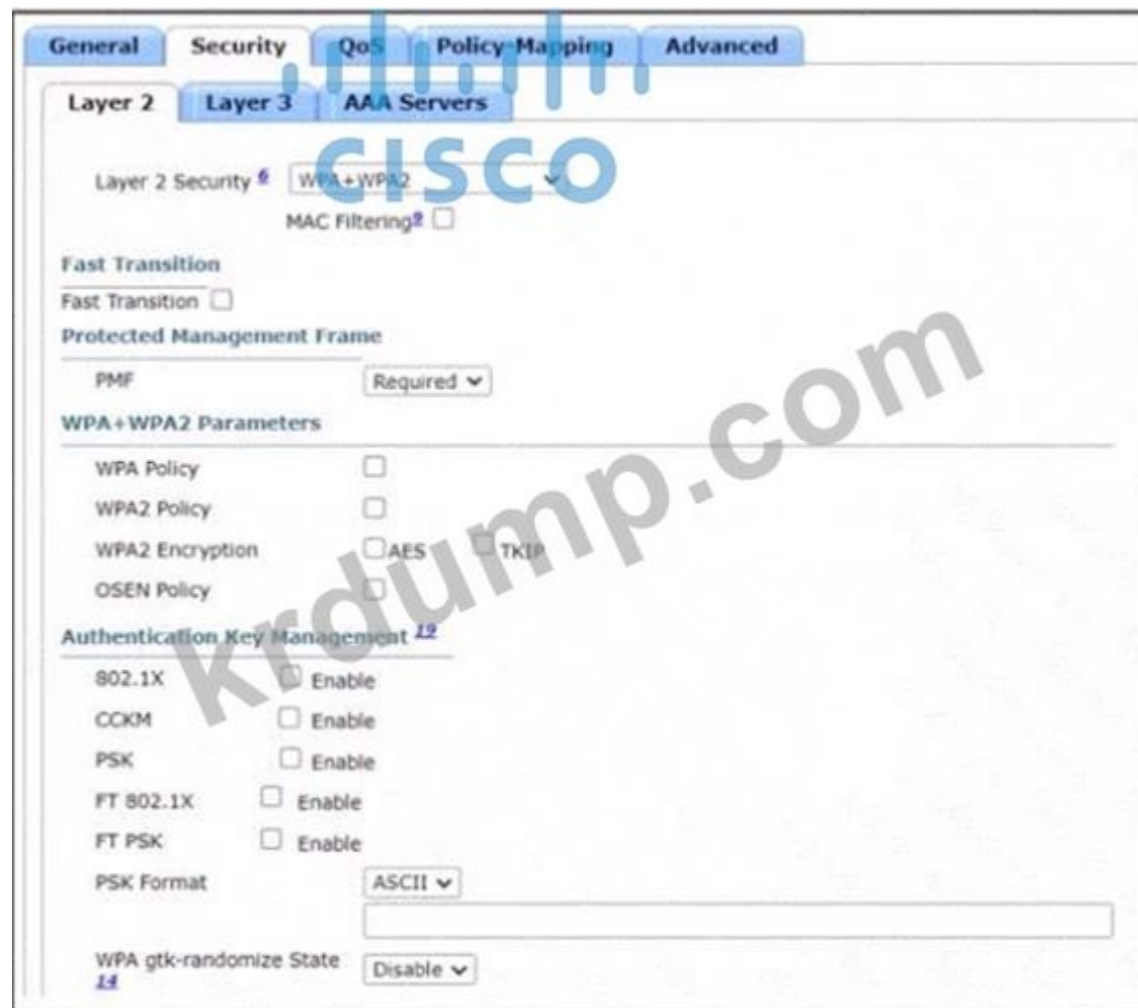 General Security QoS Policy-Mapping Advanced
Layer 2 Layer 3 AAA Servers
CISCO
Layer 2 Security 6 WPA+WPA2
MAC Filtering 9
Fast Transition
Fast Transition
Protected Management Frame
PMF Required
WPA+WPA2 Parameters
WPA Policy
WPA2 Policy
WPA2 Encryption AES TKIP
OSEN Policy
Authentication Key Management 19
802.1X Enable
CCKM Enable
PSK Enable
FT 802.1X Enable
FT PSK Enable
PSK Format ASCII
WPA gtk-randomize State 
14 Disable
krdump.com